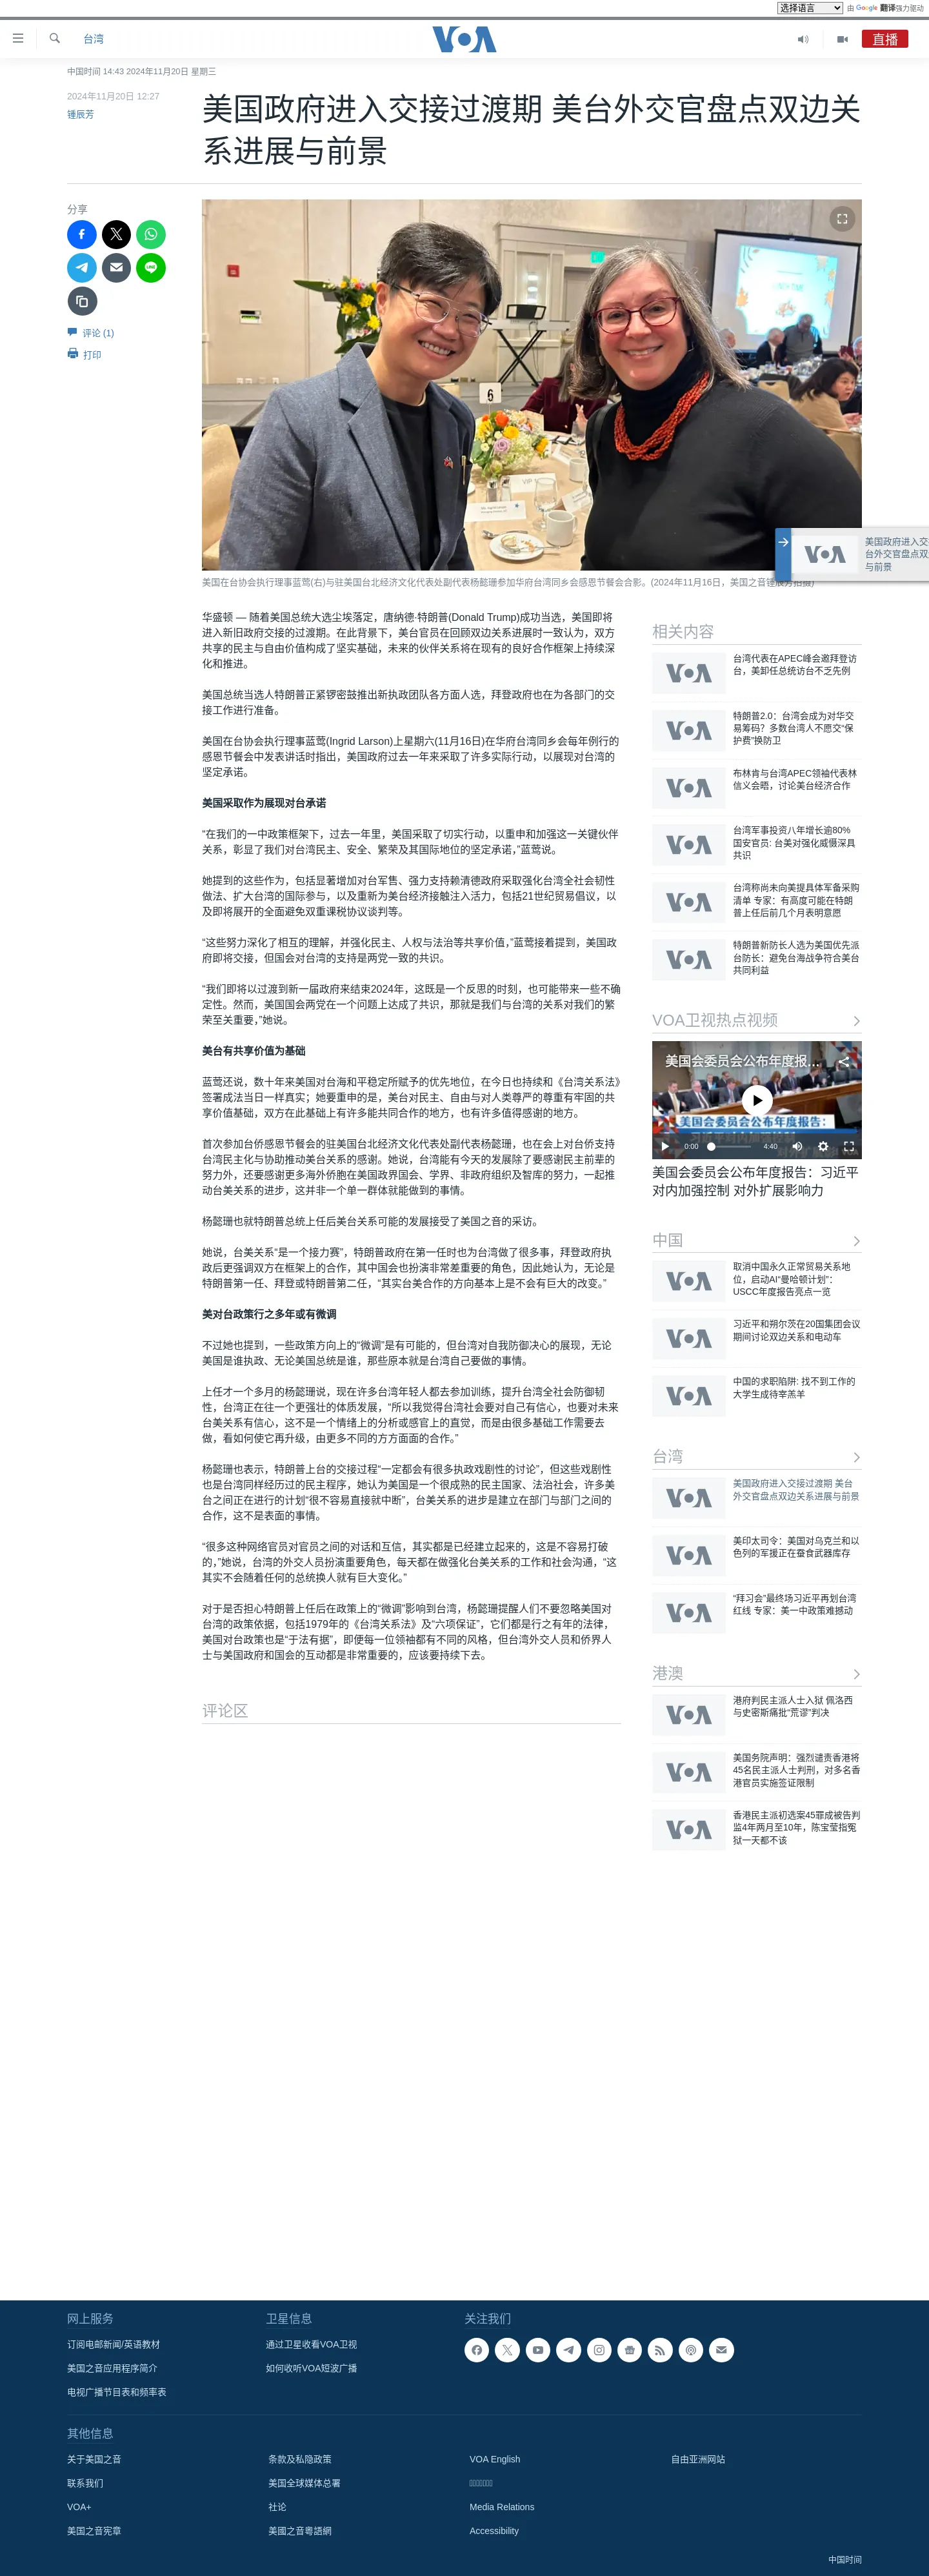 选择语言
由 Google 翻译强力驱动
台湾
VOA
直播
中国时间 14:43 2024年11月20日 星期三
2024年11月20日 12:27
锺辰芳
美国政府进入交接过渡期 美台外交官盘点双边关
系进展与前景
分享
评论 (1)
打印
6
美国在台协会执行理事蓝莺(右)与驻美国台北经济文化代表处副代表杨懿珊参加华府台湾同乡会感恩节餐会合影。(2024年11月16日，美国之音锺辰芳拍摄)
VOA
美国政府进入交
台外交官盘点双
与前景
华盛顿 — 随着美国总统大选尘埃落定，唐纳德·特朗普(Donald Trump)成功当选，美国即将
进入新旧政府交接的过渡期。在此背景下，美台官员在回顾双边关系进展时一致认为，双方
共享的民主与自由价值构成了坚实基础，未来的伙伴关系将在现有的良好合作框架上持续深
化和推进。
美国总统当选人特朗普正紧锣密鼓推出新执政团队各方面人选，拜登政府也在为各部门的交
接工作进行准备。
美国在台协会执行理事蓝莺(Ingrid Larson)上星期六(11月16日)在华府台湾同乡会每年例行的
感恩节餐会中发表讲话时指出，美国政府过去一年来采取了许多实际行动，以展现对台湾的
坚定承诺。
美国采取作为展现对台承诺
“在我们的一中政策框架下，过去一年里，美国采取了切实行动，以重申和加强这一关键伙伴
关系，彰显了我们对台湾民主、安全、繁荣及其国际地位的坚定承诺，”蓝莺说。
她提到的这些作为，包括显著增加对台军售、强力支持赖清德政府采取强化台湾全社会韧性
做法、扩大台湾的国际参与，以及重新为美台经济接触注入活力，包括21世纪贸易倡议，以
及即将展开的全面避免双重课税协议谈判等。
“这些努力深化了相互的理解，并强化民主、人权与法治等共享价值，”蓝莺接着提到，美国政
府即将交接，但国会对台湾的支持是两党一致的共识。
“我们即将以过渡到新一届政府来结束2024年，这既是一个反思的时刻，也可能带来一些不确
定性。然而，美国国会两党在一个问题上达成了共识，那就是我们与台湾的关系对我们的繁
荣至关重要，”她说。
美台有共享价值为基础
蓝莺还说，数十年来美国对台海和平稳定所赋予的优先地位，在今日也持续和《台湾关系法》
签署成法当日一样真实；她要重申的是，美台对民主、自由与对人类尊严的尊重有牢固的共
享价值基础，双方在此基础上有许多能共同合作的地方，也有许多值得感谢的地方。
首次参加台侨感恩节餐会的驻美国台北经济文化代表处副代表杨懿珊，也在会上对台侨支持
台湾民主化与协助推动美台关系的感谢。她说，台湾能有今天的发展除了要感谢民主前辈的
努力外，还要感谢更多海外侨胞在美国政界国会、学界、非政府组织及智库的努力，一起推
动台美关系的进步，这并非一个单一群体就能做到的事情。
杨懿珊也就特朗普总统上任后美台关系可能的发展接受了美国之音的采访。
她说，台美关系“是一个接力赛”，特朗普政府在第一任时也为台湾做了很多事，拜登政府执
政后更强调双方在框架上的合作，其中国会也扮演非常差重要的角色，因此她认为，无论是
特朗普第一任、拜登或特朗普第二任，“其实台美合作的方向基本上是不会有巨大的改变。”
美对台政策行之多年或有微调
不过她也提到，一些政策方向上的“微调”是有可能的，但台湾对自我防御决心的展现，无论
美国是谁执政、无论美国总统是谁，那些原本就是台湾自己要做的事情。
上任才一个多月的杨懿珊说，现在许多台湾年轻人都去参加训练，提升台湾全社会防御韧
性，台湾正在往一个更强壮的体质发展，“所以我觉得台湾社会要对自己有信心，也要对未来
台美关系有信心，这不是一个情绪上的分析或感官上的直觉，而是由很多基础工作需要去
做，看如何使它再升级，由更多不同的方方面面的合作。”
杨懿珊也表示，特朗普上台的交接过程“一定都会有很多执政戏剧性的讨论”，但这些戏剧性
也是台湾同样经历过的民主程序，她认为美国是一个很成熟的民主国家、法治社会，许多美
台之间正在进行的计划“很不容易直接就中断”，台美关系的进步是建立在部门与部门之间的
合作，这不是表面的事情。
“很多这种网络官员对官员之间的对话和互信，其实都是已经建立起来的，这是不容易打破
的，”她说，台湾的外交人员扮演重要角色，每天都在做强化台美关系的工作和社会沟通，“这
其实不会随着任何的总统换人就有巨大变化。”
对于是否担心特朗普上任后在政策上的“微调”影响到台湾，杨懿珊提醒人们不要忽略美国对
台湾的政策依据，包括1979年的《台湾关系法》及“六项保证”，它们都是行之有年的法律，
美国对台政策也是“于法有据”，即便每一位领袖都有不同的风格，但台湾外交人员和侨界人
士与美国政府和国会的互动都是非常重要的，应该要持续下去。
评论区
相关内容
VOA
台湾代表在APEC峰会邀拜登访
台，美卸任总统访台不乏先例
VOA
特朗普2.0：台湾会成为对华交
易筹码？多数台湾人不愿交“保
护费”换防卫
VOA
布林肯与台湾APEC领袖代表林
信义会晤，讨论美台经济合作
VOA
台湾军事投资八年增长逾80%
国安官员: 台美对强化威慑深具
共识
VOA
台湾称尚未向美提具体军备采购
清单 专家：有高度可能在特朗
普上任后前几个月表明意愿
VOA
特朗普新防长人选为美国优先派
台防长：避免台海战争符合美台
共同利益
VOA卫视热点视频
美国会委员会公布年度报...
美国会委员会公布年度报告：
0:00
4:40
美国会委员会公布年度报告：习近平
对内加强控制 对外扩展影响力
中国
VOA
取消中国永久正常贸易关系地
位，启动AI“曼哈顿计划”：
USCC年度报告亮点一览
VOA
习近平和朔尔茨在20国集团会议
期间讨论双边关系和电动车
VOA
中国的求职陷阱: 找不到工作的
大学生成待宰羔羊
台湾
VOA
美国政府进入交接过渡期 美台
外交官盘点双边关系进展与前景
VOA
美印太司令：美国对乌克兰和以
色列的军援正在蚕食武器库存
VOA
“拜习会”最终场习近平再划台湾
红线 专家：美一中政策难撼动
港澳
VOA
港府判民主派人士入狱 佩洛西
与史密斯痛批“荒谬”判决
VOA
美国务院声明：强烈谴责香港将
45名民主派人士判刑，对多名香
港官员实施签证限制
VOA
香港民主派初选案45罪成被告判
监4年两月至10年，陈宝莹指冤
狱一天都不该
网上服务
订阅电邮新闻/英语教材
美国之音应用程序简介
电视广播节目表和频率表
卫星信息
通过卫星收看VOA卫视
如何收听VOA短波广播
关注我们
其他信息
关于美国之音
联系我们
VOA+
美国之音宪章
条款及私隐政策
美国全球媒体总署
社论
美國之音粵語網
VOA English
Media Relations
Accessibility
自由亚洲网站
中国时间